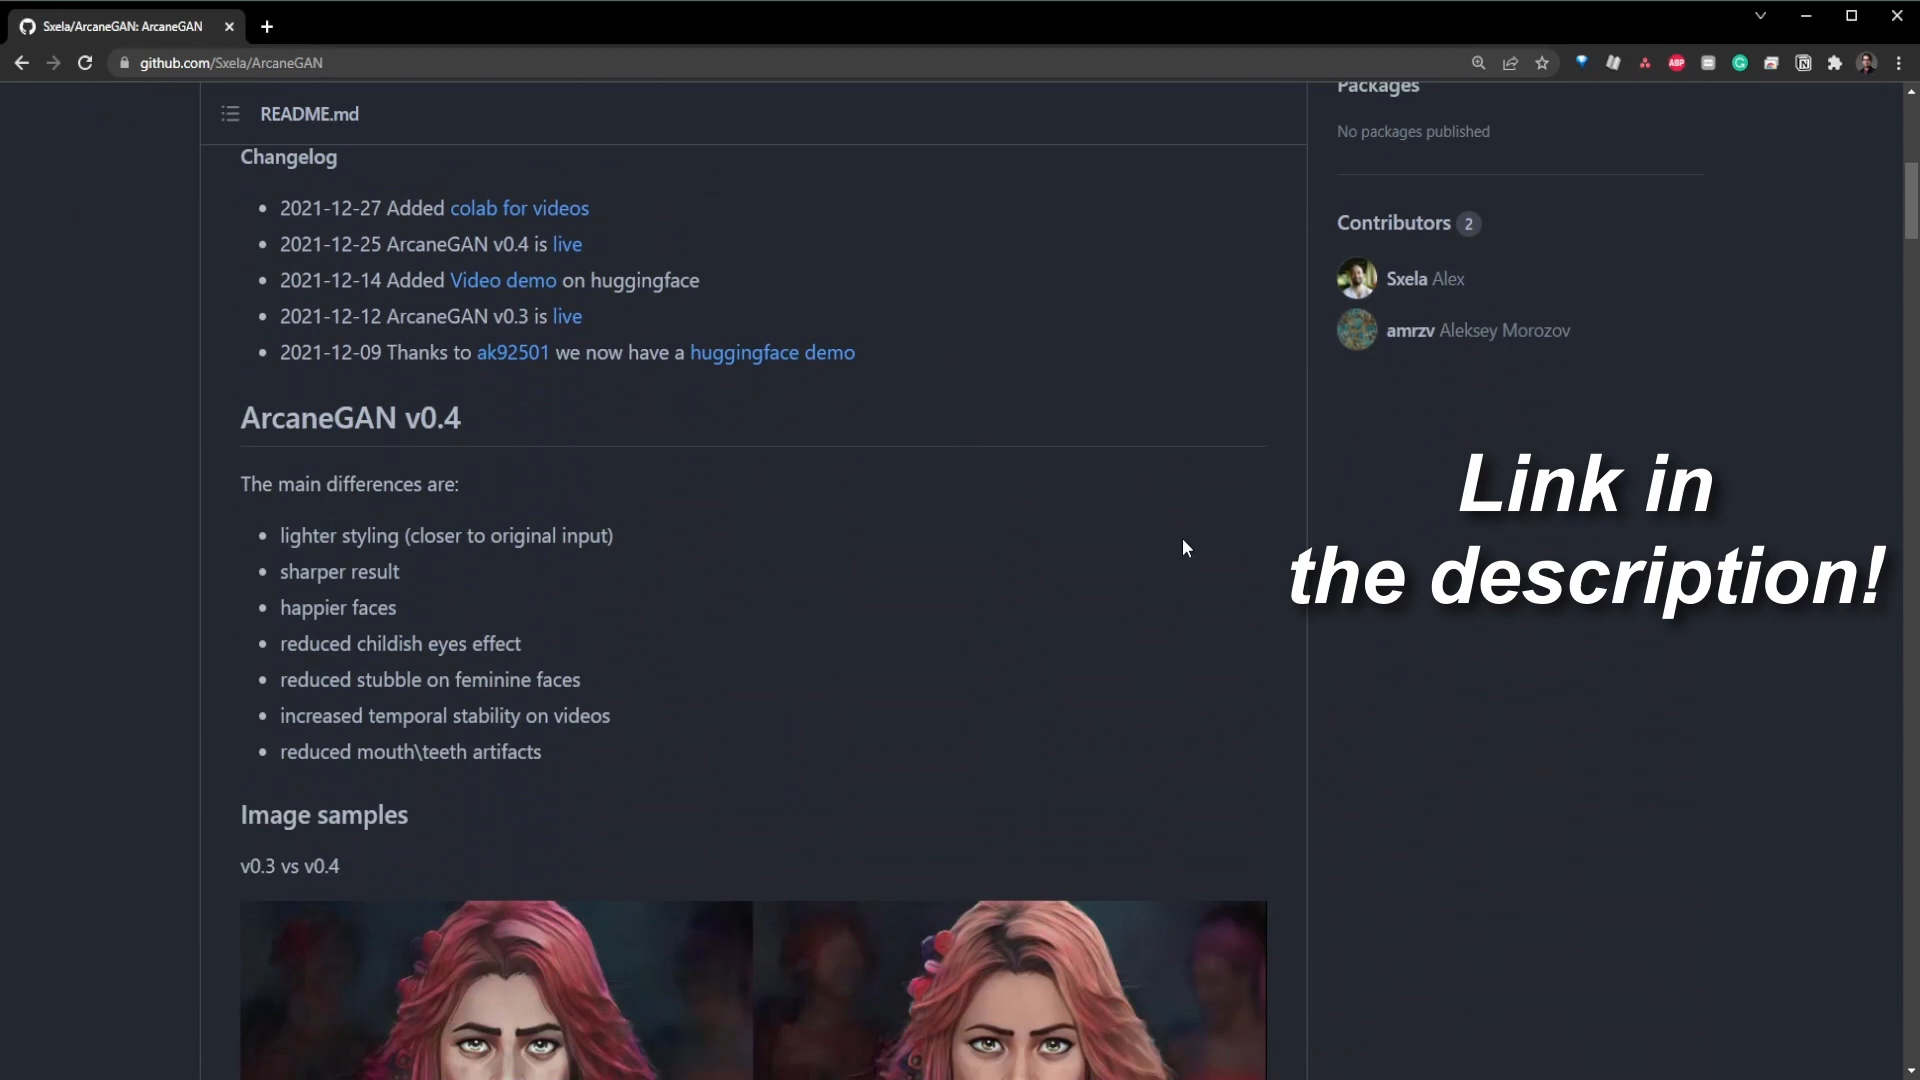 Sxela/ArcaneGAN: ArcaneGAN
github.com/Sxela/ArcaneGAN
ABP
README.md
Changelog
2021-12-27 Added colab for videos
2021-12-25 ArcaneGAN v0.4 is live
2021-12-14 Added Video demo on huggingface
2021-12-12 ArcaneGAN v0.3 is live
2021-12-09 Thanks to ak92501 we now have a huggingface demo
ArcaneGAN v0.4
The main differences are:
lighter styling (closer to original input)
sharper result
happier faces
reduced childish eyes effect
reduced stubble on feminine faces
increased temporal stability on videos
reduced mouth\teeth artifacts
Image samples
v0.3 vs v0.4
Packages
No packages published
Contributors 2
Sxela Alex
amrzv Aleksey Morozov
Link in
the description!